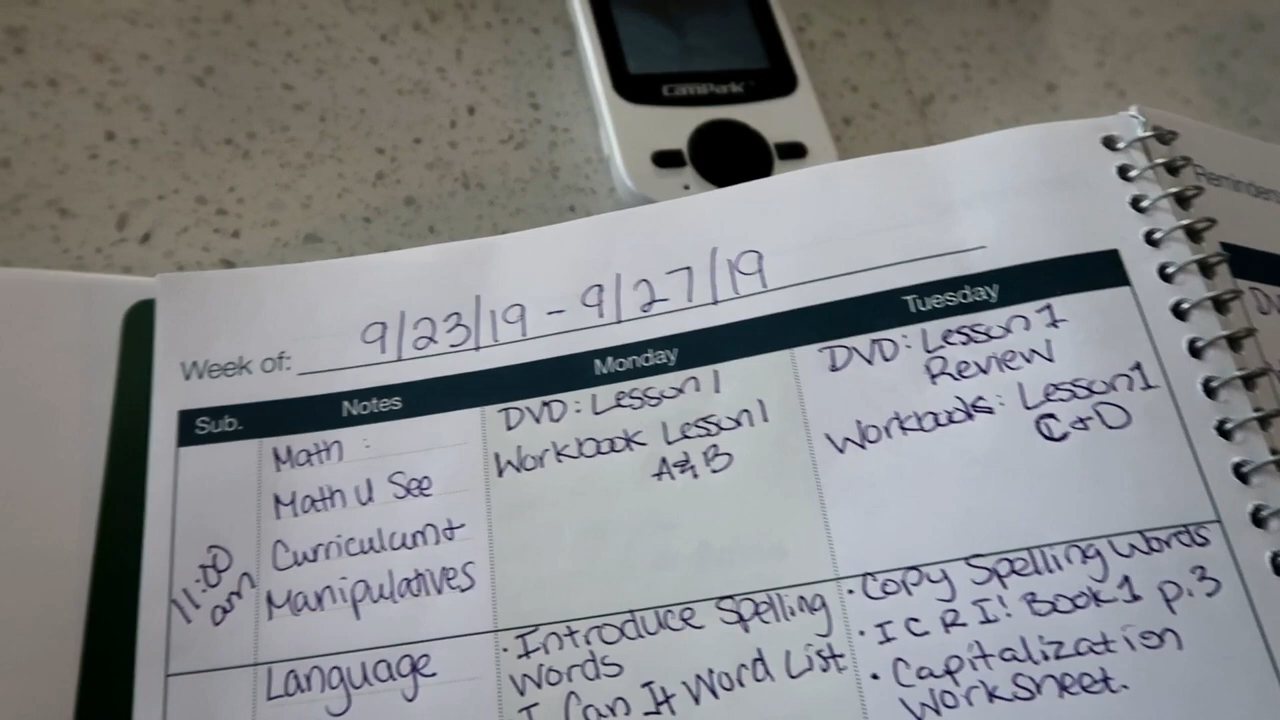 CamPark
Reminders
Week of: 9/23/19 - 9/27/19
Sub. Notes Monday Tuesday
11:00 am
Math :
Math U See
Curriculum +
Manipulatives
DVD: Lesson 1
Workbook Lesson 1
A & B
DVD: Lesson 1
Review
Workbook: Lesson 1
C & D
Language
· Introduce Spelling
Words
I Can It Word List
· Copy Spelling Words
· I C R I! Book 1 p.3
· Capitalization
Worksheet.